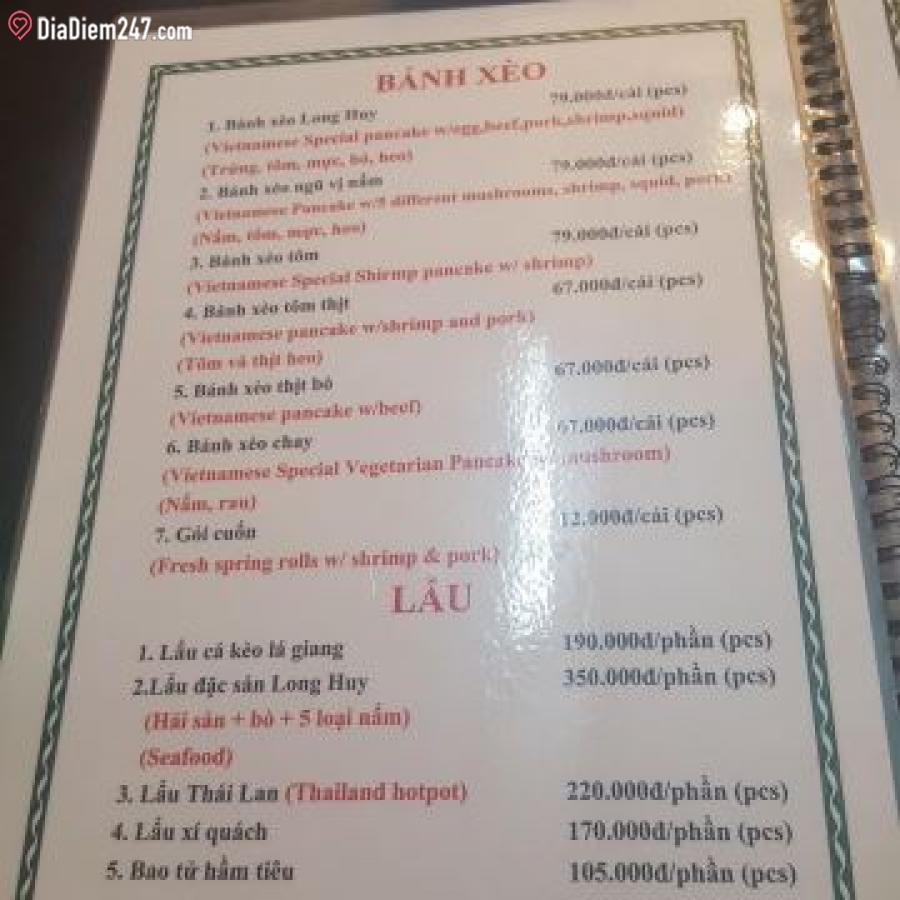 DiaDiem247.com
BÁNH XÈO
1. Bánh xèo Long Huy 79.000đ/cái (pcs)
(Vietnamese Special pancake w/egg,beef,pork,shrimp,squid)
(Trứng, tôm, mực, bò, heo)
2. Bánh xèo ngũ vị nấm 79.000đ/cái (pcs)
(Vietnamese Pancake w/5 different mushrooms, shrimp, squid, pork)
(Nấm, tôm, mực, heo)
3. Bánh xèo tôm 79.000đ/cái (pcs)
(Vietnamese Special Shirmp pancake w/ shrimp)
4. Bánh xèo tôm thịt 67.000đ/cái (pcs)
(Vietnamese pancake w/shrimp and pork)
(Tôm và thịt heo)
5. Bánh xèo thịt bò 67.000đ/cái (pcs)
(Vietnamese pancake w/beef)
6. Bánh xèo chay 67.000đ/cái (pcs)
(Vietnamese Special Vegetarian Pancake w/ mushroom)
(Nấm, rau)
7. Gỏi cuốn 12.000đ/cái (pcs)
(Fresh spring rolls w/ shrimp & pork)
LẨU
1. Lẩu cá kèo lá giang 190.000đ/phần (pcs)
2.Lẩu đặc sản Long Huy 350.000đ/phần (pcs)
(Hải sản + bò + 5 loại nấm)
(Seafood)
3. Lẩu Thái Lan (Thailand hotpot) 220.000đ/phần (pcs)
4. Lẩu xí quách 170.000đ/phần (pcs)
5. Bao tử hầm tiêu 105.000đ/phần (pcs)